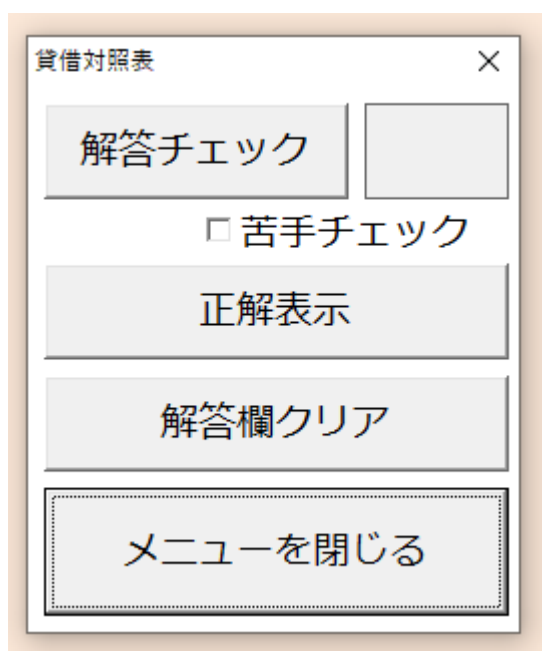 貸借対照表
解答チェック
苦手チェック
正解表示
解答欄クリア
メニューを閉じる